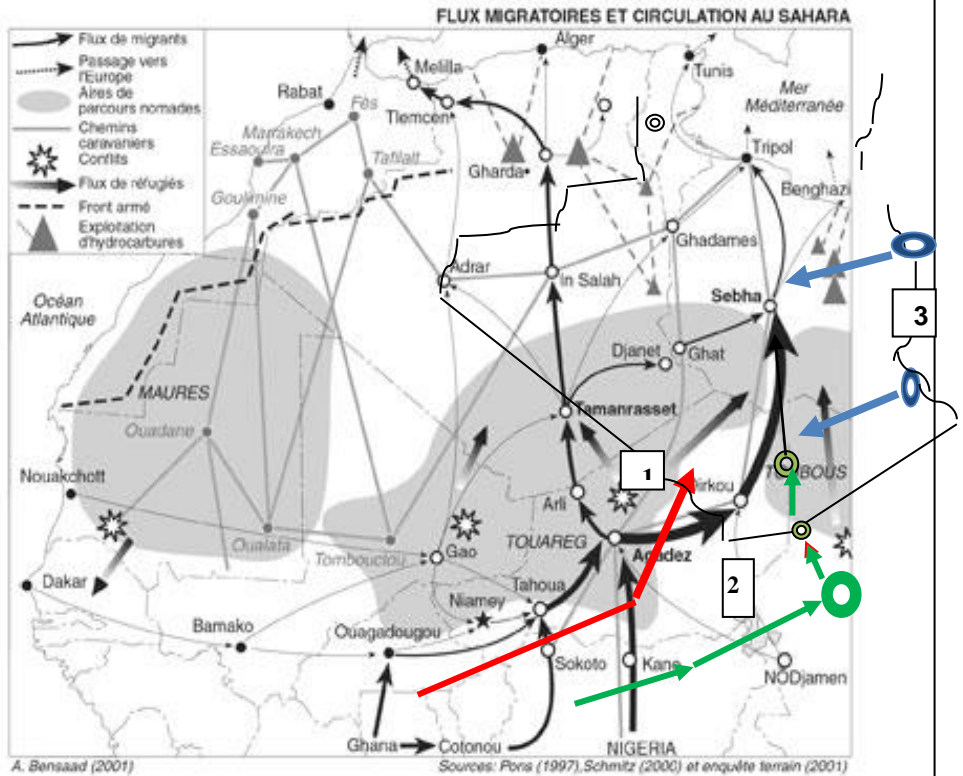 FLUX MIGRATOIRES ET CIRCULATION AU SAHARA
Flux de migrants
Passage vers
l'Europe
Aires de
parcours nomades
Chemins
caravaniers
Conflits
Flux de réfugiés
Front armé
Exploitation
d'hydrocarbures
Alger
Melilla
Tunis
Rabat
Mer
Méditerranée
Fès
Tlemcen
Marrakech
Essaouira
Tafilalt
Tripol
Gharda
Benghazi
Goulimine
Ghadames
Adrar
In Salah
Océan
Atlantique
Sebha
3
Djanet
Ghat
MAURES
Tamanrasset
Ouadane
Nouakchott
1
BOUS
irkou
Arli
Oualata
TOUAREG
Tombouctou
Gao
Agadez
2
Dakar
Tahoua
Niamey
Bamako
Ouagadougou
Sokoto
Kano
NODjamen
Ghana
Cotonou
NIGERIA
A. Bensaad (2001)
Sources: Pons (1997), Schmitz (2000) et enquête terrain (2001)